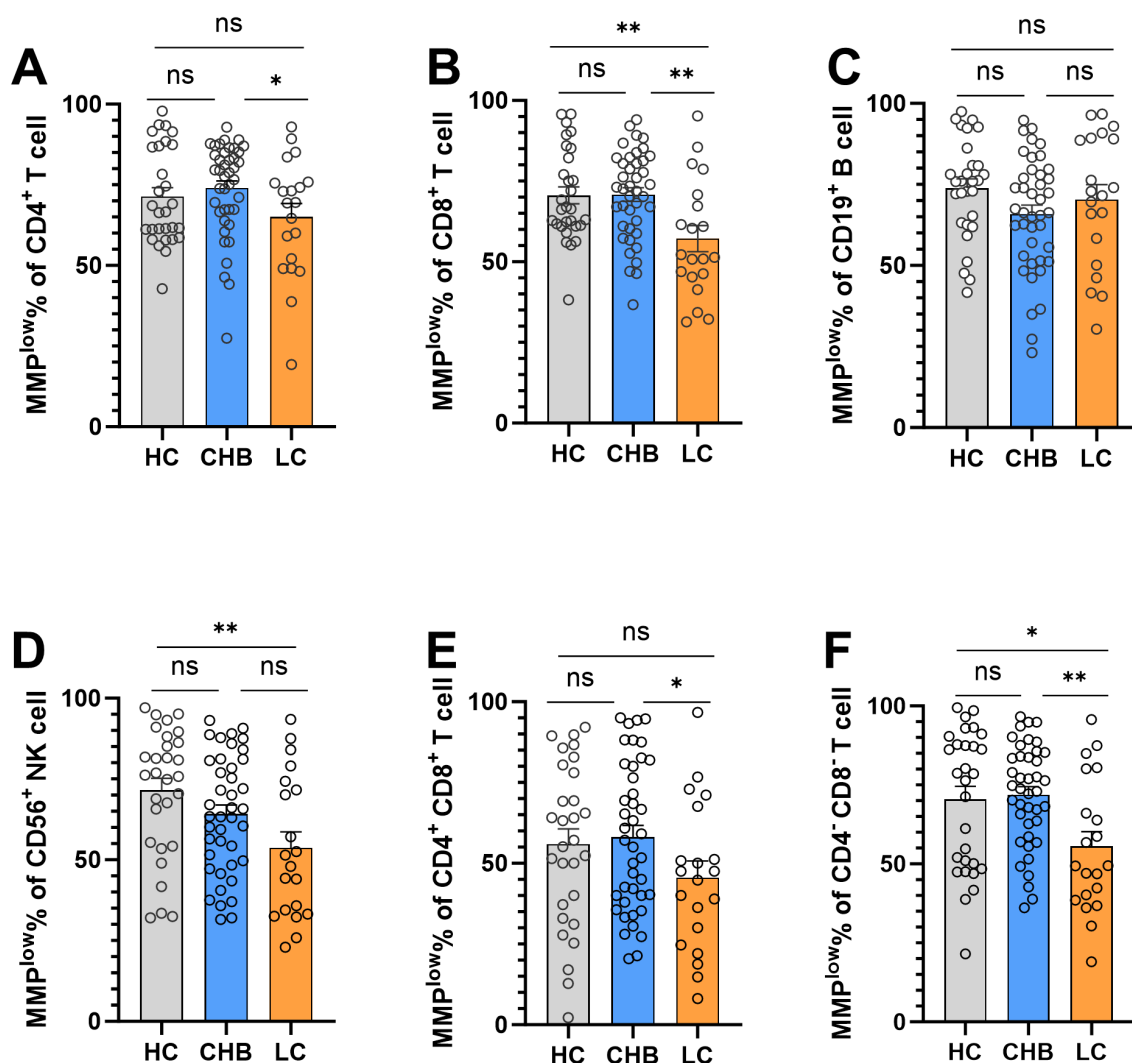 A
ns
ns
*
MMPlow% of CD4+ T cell
100
50
0
HC CHB LC
B
**
ns
**
MMPlow% of CD8+ T cell
100
50
0
HC CHB LC
C
ns
ns
ns
MMPlow% of CD19+ B cell
100
50
0
HC CHB LC
D
**
ns
ns
MMPlow% of CD56+ NK cell
100
50
0
HC CHB LC
E
ns
ns
*
MMPlow% of CD4+ CD8+ T cell
100
50
0
HC CHB LC
F
*
ns
**
MMPlow% of CD4- CD8- T cell
100
50
0
HC CHB LC